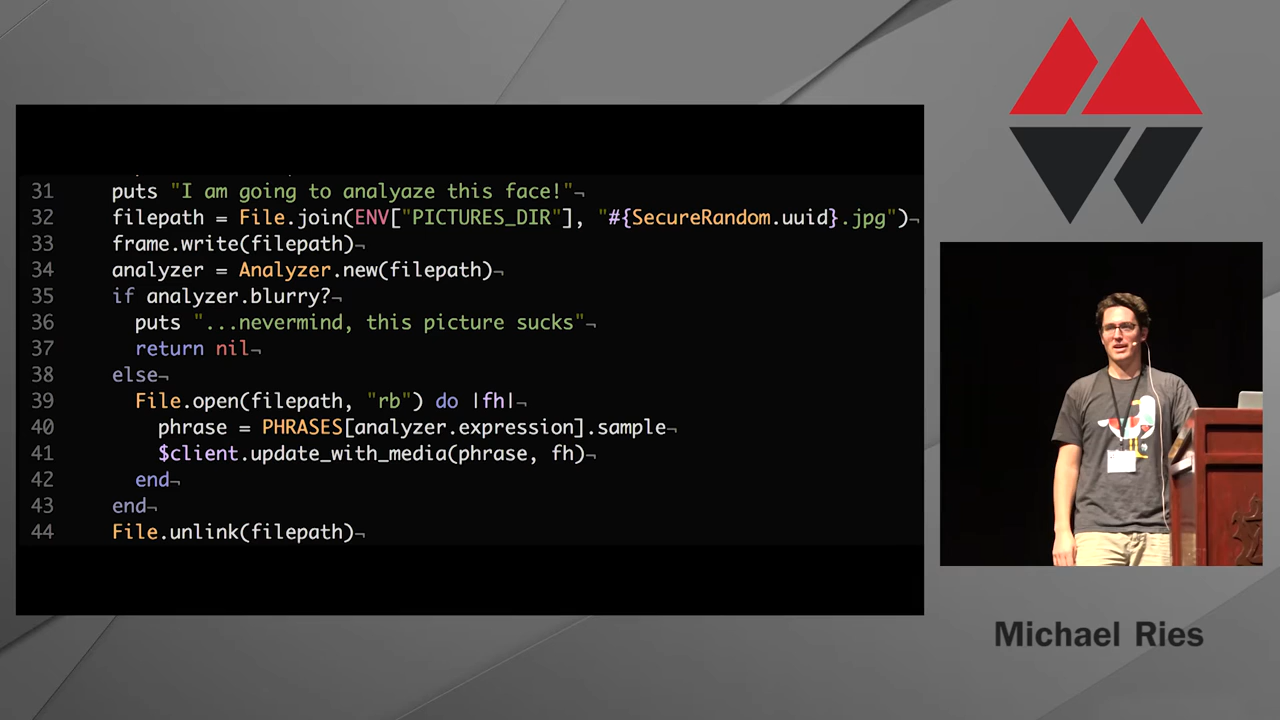 31 puts "I am going to analyaze this face!"¬
32 filepath = File.join(ENV["PICTURES_DIR"], "#{SecureRandom.uuid}.jpg")¬
33 frame.write(filepath)¬
34 analyzer = Analyzer.new(filepath)¬
35 if analyzer.blurry?¬
36 puts "...nevermind, this picture sucks"¬
37 return nil¬
38 else¬
39 File.open(filepath, "rb") do |fh|¬
40 phrase = PHRASES[analyzer.expression].sample¬
41 $client.update_with_media(phrase, fh)¬
42 end¬
43 end¬
44 File.unlink(filepath)¬
Michael Ries